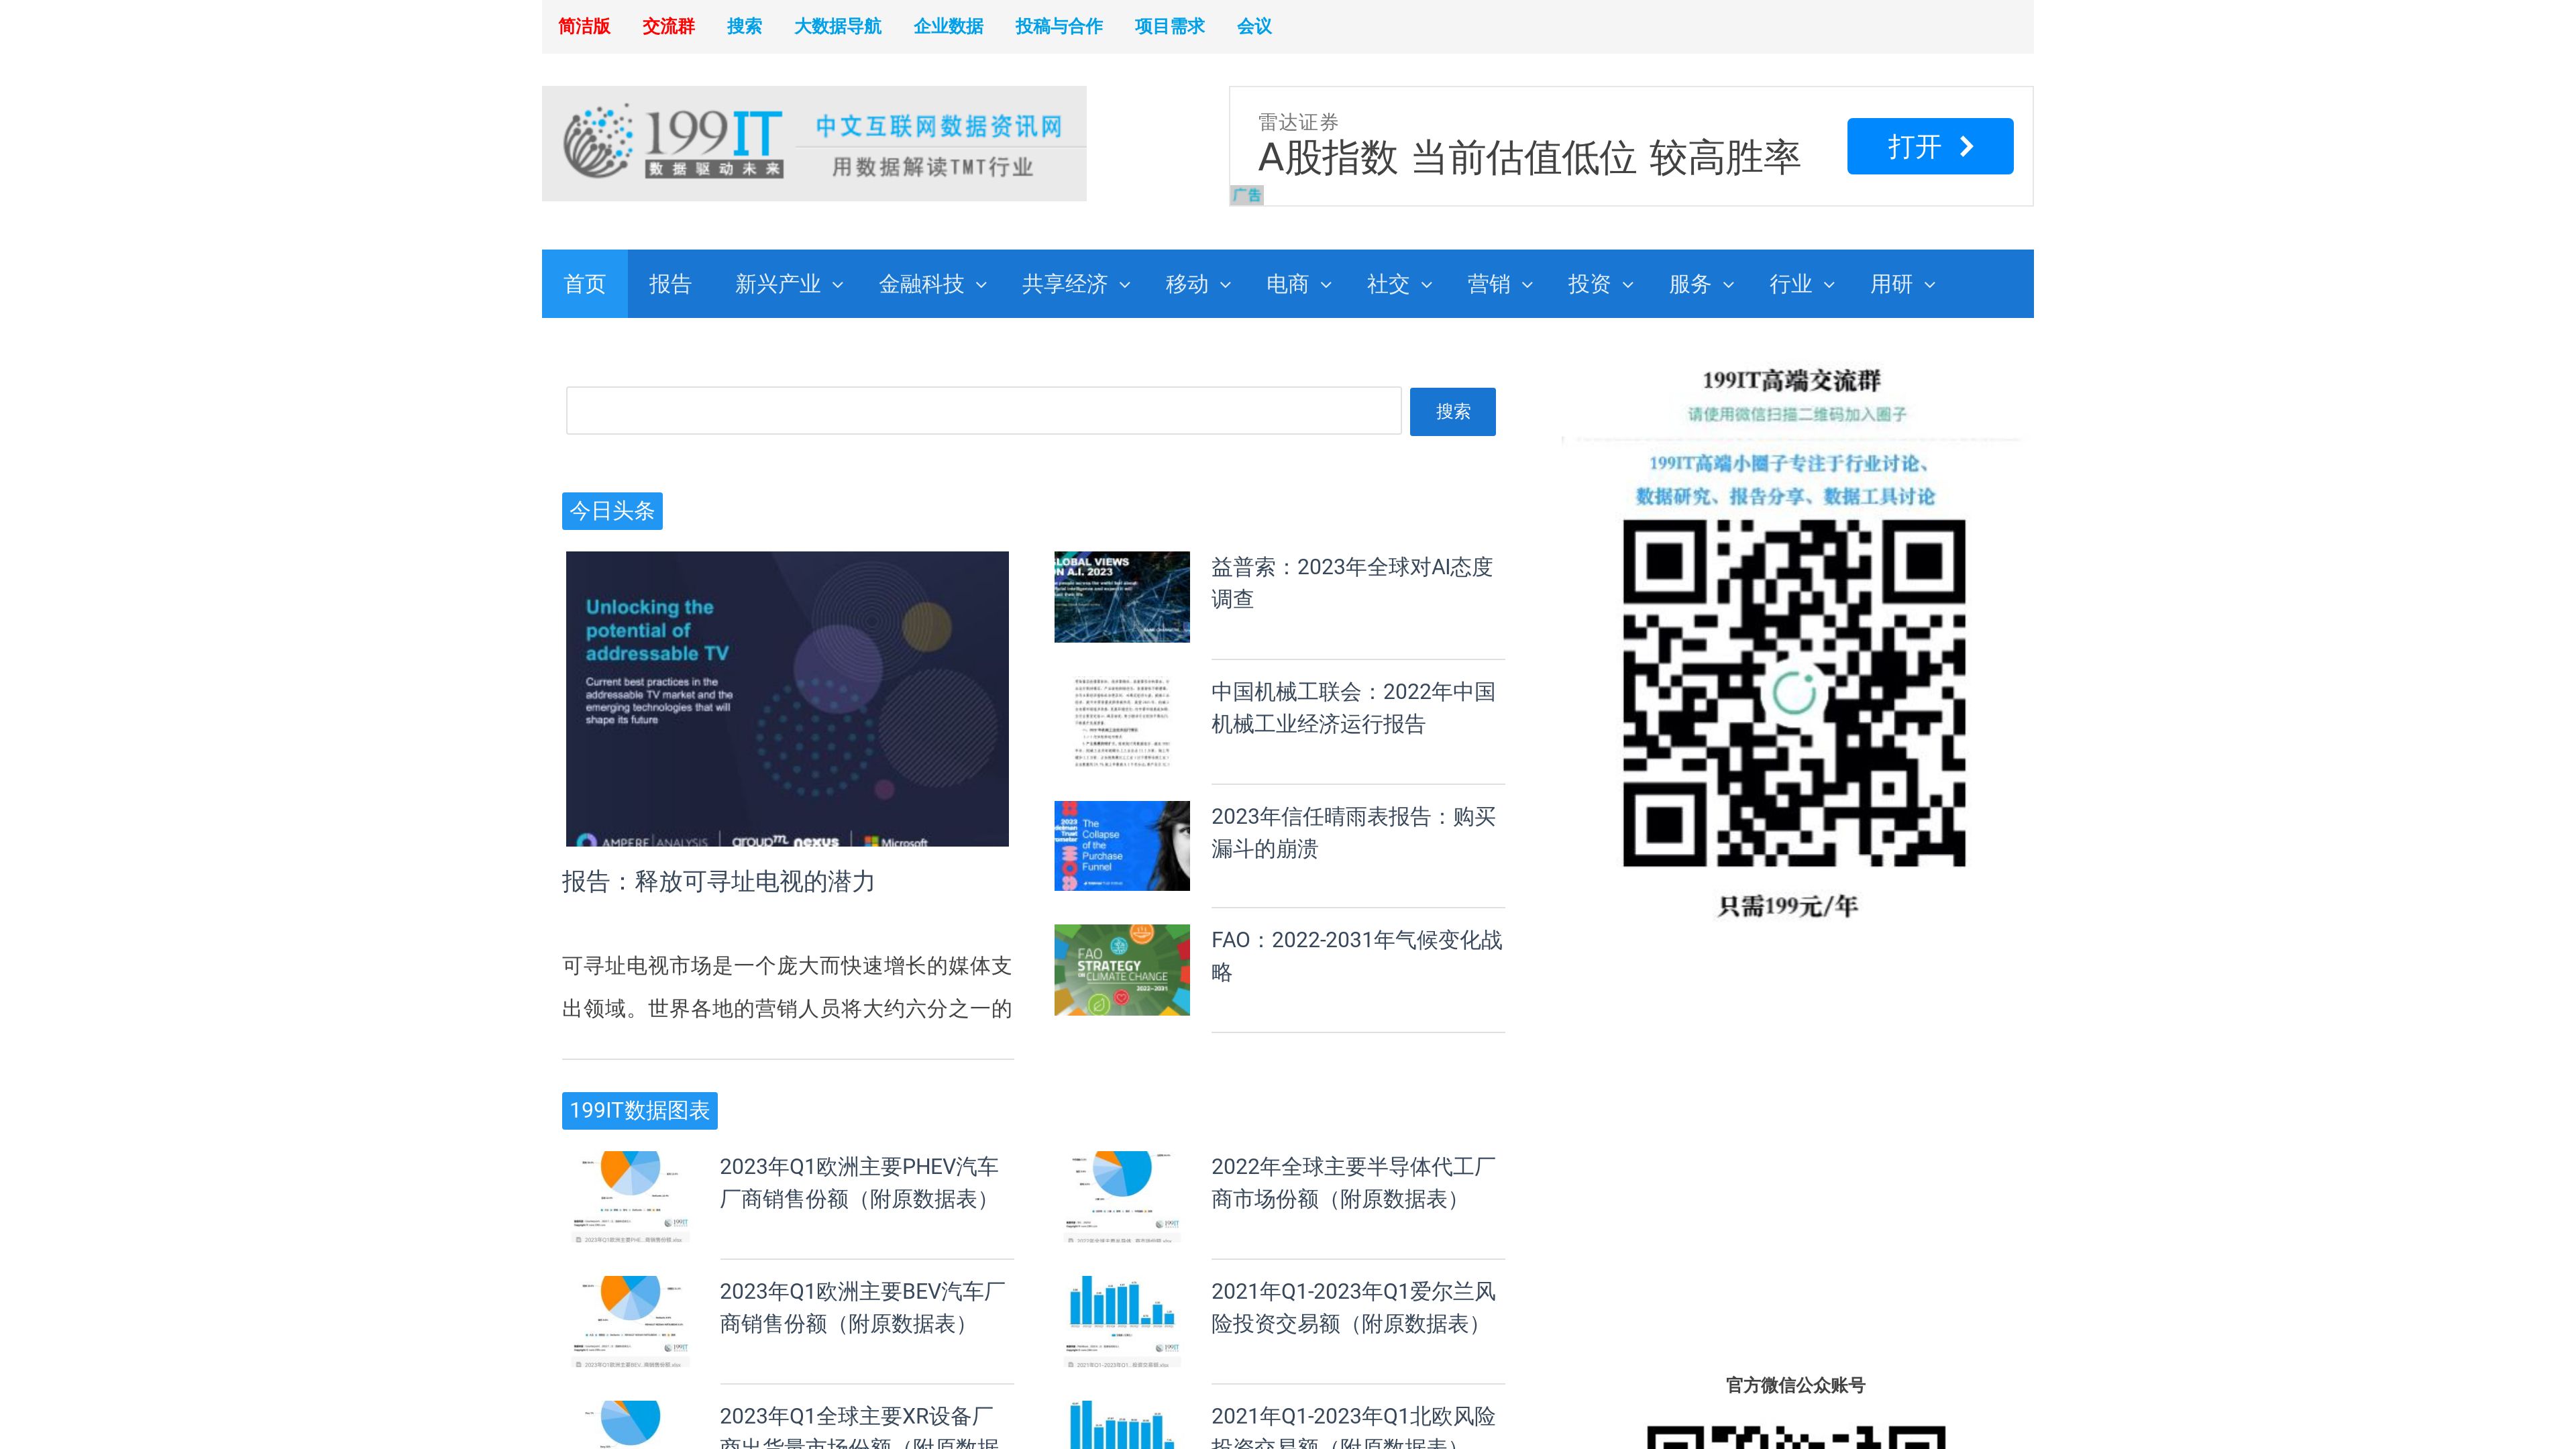 简洁版 交流群 搜索 大数据导航 企业数据 投稿与合作 项目需求 会议
199IT
数据驱动未来
中文互联网数据资讯网
用数据解读TMT行业
雷达证券
A股指数 当前估值低位 较高胜率
打开
广告
首页 报告 新兴产业 金融科技 共享经济 移动 电商 社交 营销 投资 服务 行业 用研
搜索
199IT高端交流群
请使用微信扫描二维码加入圈子
199IT高端小圈子专注于行业讨论、
数据研究、报告分享、数据工具讨论
只需199元/年
今日头条
Unlocking the
potential of
addressable TV
Current best practices in the
addressable TV market and the
emerging technologies that will
shape its future
AMPERE ANALYSIS groupm nexus Microsoft
报告：释放可寻址电视的潜力
可寻址电视市场是一个庞大而快速增长的媒体支
出领域。世界各地的营销人员将大约六分之一的
GLOBAL VIEWS
ON A.I. 2023
益普索：2023年全球对AI态度
调查
中国机械工联会：2022年中国
机械工业经济运行报告
2023
The
Collapse
of the
Purchase
Funnel
2023年信任晴雨表报告：购买
漏斗的崩溃
FAO
STRATEGY
ON CLIMATE CHANGE
2022–2031
FAO：2022-2031年气候变化战
略
199IT数据图表
2023年Q1欧洲主要PHEV汽车
厂商销售份额（附原数据表）
2022年全球主要半导体代工厂
商市场份额（附原数据表）
2023年Q1欧洲主要BEV汽车厂
商销售份额（附原数据表）
2021年Q1-2023年Q1爱尔兰风
险投资交易额（附原数据表）
2023年Q1全球主要XR设备厂
商出货量市场份额（附原数据
2021年Q1-2023年Q1北欧风险
投资交易额（附原数据表）
官方微信公众账号